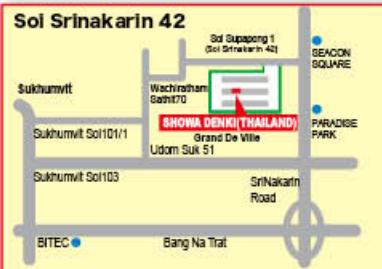 Soi Srinakarin 42
Soi Supapong 1
(Soi Srinakarin 42)
SEACON
SQUARE
Sukhumvit
Wachiratham
Sathit70
SHOWA DENKI(THAILAND)
PARADISE
PARK
Grand De Ville
Sukhumvit Soi101/1
Udom Suk 51
Sukhumvit Soi103
SriNakarin
Road
BITEC
Bang Na Trat